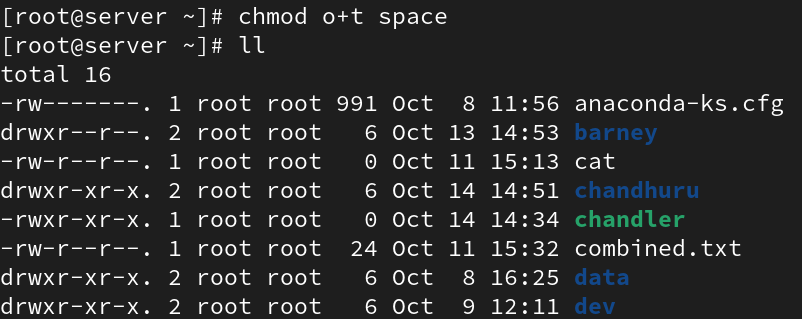 [root@server ~]# chmod o+t space
[root@server ~]# ll
total 16
-rw-------. 1 root root 991 Oct  8 11:56 anaconda-ks.cfg
drwxr--r--. 2 root root   6 Oct 13 14:53 barney
-rw-r--r--. 1 root root   0 Oct 11 15:13 cat
drwxr-xr-x. 2 root root   6 Oct 14 14:51 chandhuru
-rwxr-xr-x. 1 root root   0 Oct 14 14:34 chandler
-rw-r--r--. 1 root root  24 Oct 11 15:32 combined.txt
drwxr-xr-x. 2 root root   6 Oct  8 16:25 data
drwxr-xr-x. 2 root root   6 Oct  9 12:11 dev